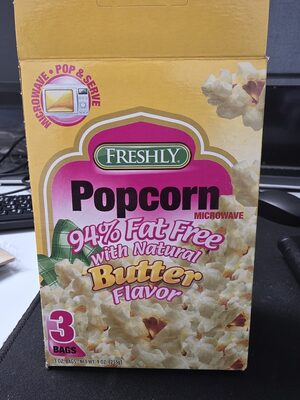 MICROWAVE • POP & SERVE
FRESHLY
Popcorn
MICROWAVE
94% Fat Free
with Natural
Butter
Flavor
3
BAGS